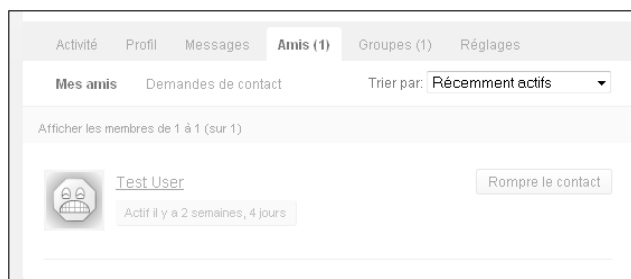 Activité Profil Messages Amis (1) Groupes (1) Réglages
Mes amis Demandes de contact Trier par: Récemment actifs
Afficher les membres de 1 à 1 (sur 1)
Test User Rompre le contact
Actif il y a 2 semaines, 4 jours